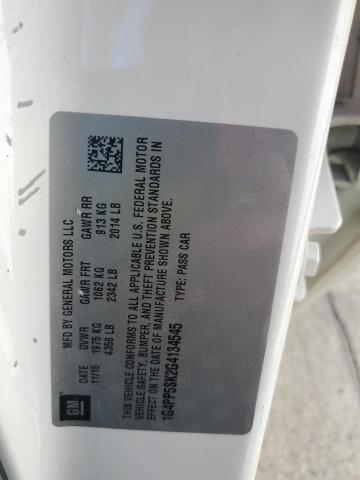 GM
MFD BY GENERAL MOTORS LLC
DATE GVWR GAWR FRT GAWR RR
11/15 1975 KG 1062 KG 913 KG
4356 LB 2342 LB 2014 LB
THIS VEHICLE CONFORMS TO ALL APPLICABLE U.S. FEDERAL MOTOR
VEHICLE SAFETY, BUMPER, AND THEFT PREVENTION STANDARDS IN
EFFECT ON THE DATE OF MANUFACTURE SHOWN ABOVE.
1G4PP5SK2G4134545 TYPE: PASS CAR